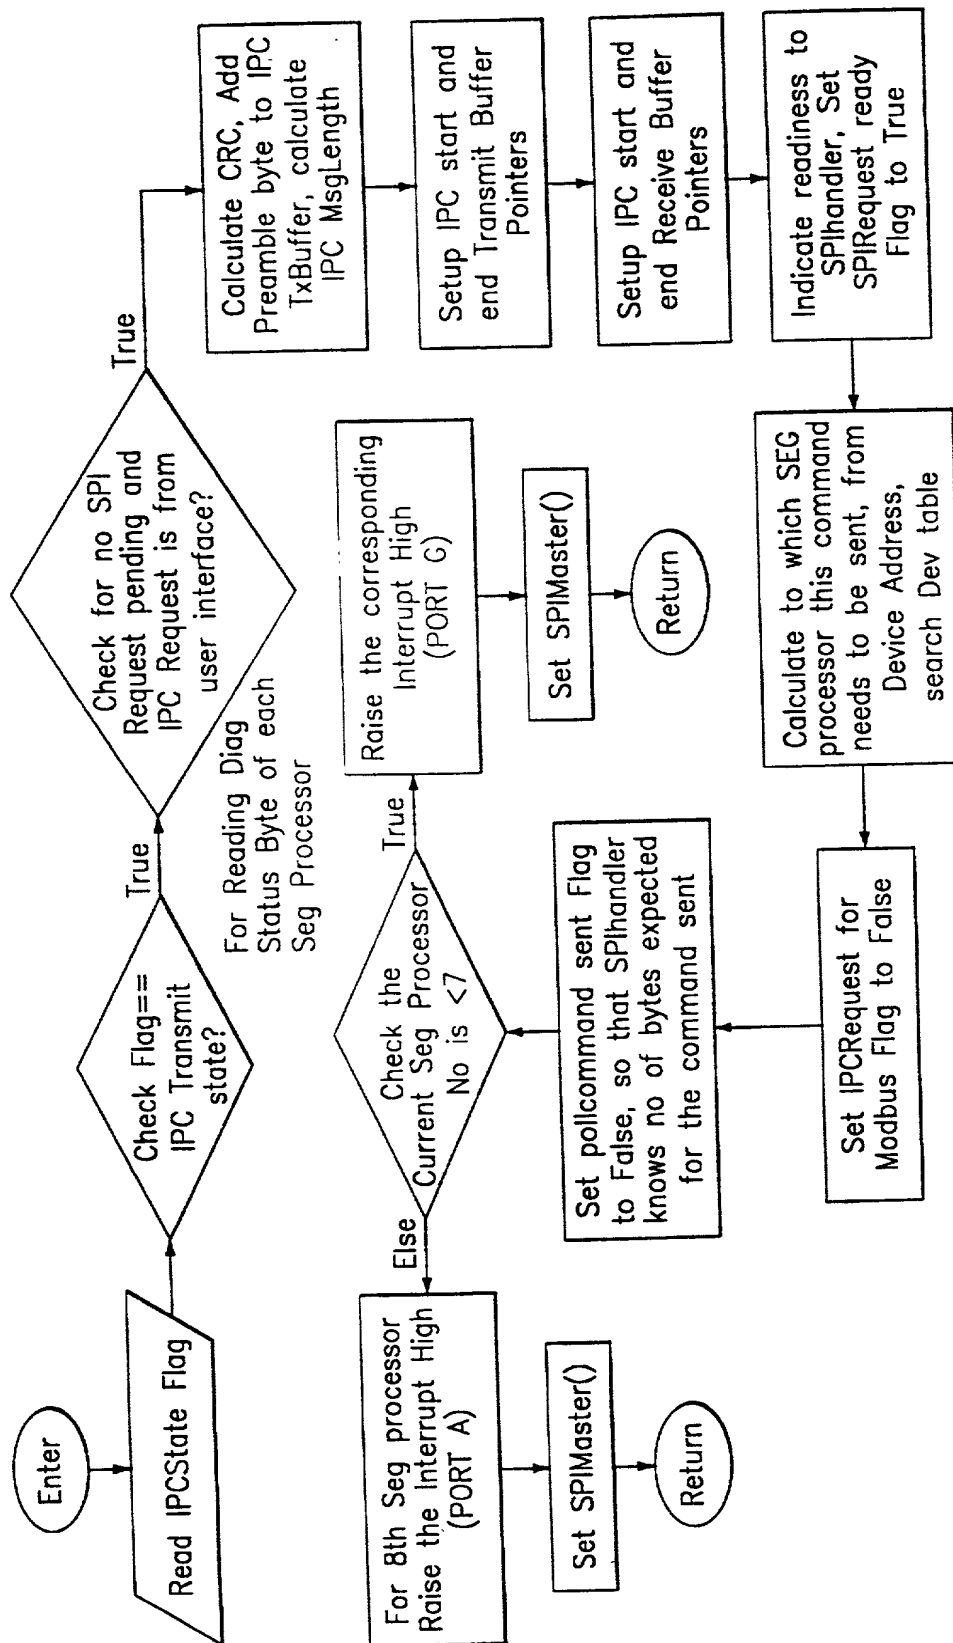 Enter
Read IPCState Flag
Check Flag==
IPC Transmit
state?
True
For Reading Diag
Status Byte of each
Seg Processor
Check for no SPI
Request pending and
IPC Request is from
user interface?
True
Calculate CRC, Add
Preamble byte to IPC
TxBuffer, calculate
IPC MsgLength
Setup IPC start and
end Transmit Buffer
Pointers
Setup IPC start and
end Receive Buffer
Pointers
Indicate readiness to
SPIhandler, Set
SPIRequest ready
Flag to True
Calculate to which SEG
processor this command
needs to be sent, from
Device Address,
search Dev table
Set IPCRequest for
Modbus Flag to False
Set pollcommand sent Flag
to False, so that SPIhandler
knows no of bytes expected
for the command sent
Check the
Current Seg Processor
No is <7
True
Raise the corresponding
Interrupt High
(PORT G)
Set SPIMaster()
Return
Else
For 8th Seg processor
Raise the Interrupt High
(PORT A)
Set SPIMaster()
Return